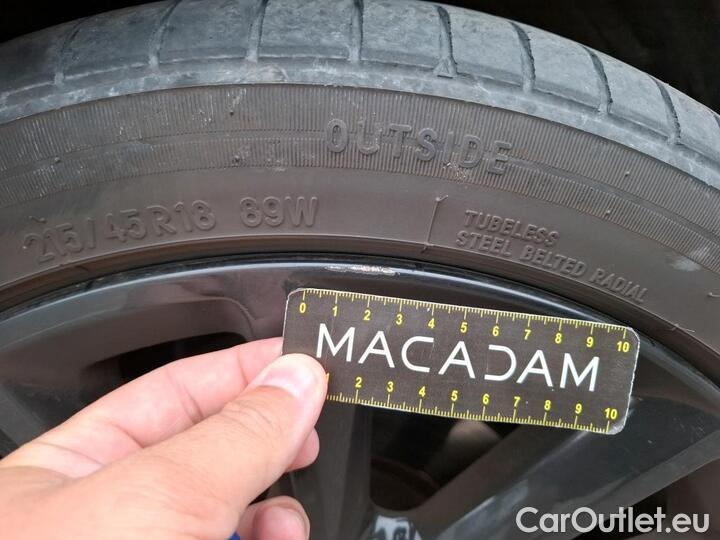 OUTSIDE
215/45R18 89W
TUBELESS
STEEL BELTED RADIAL
0 1 2 3 4 5 6 7 8 9 10
MACADAM
1 2 3 4 5 6 7 8 9 10
CarOutlet.eu